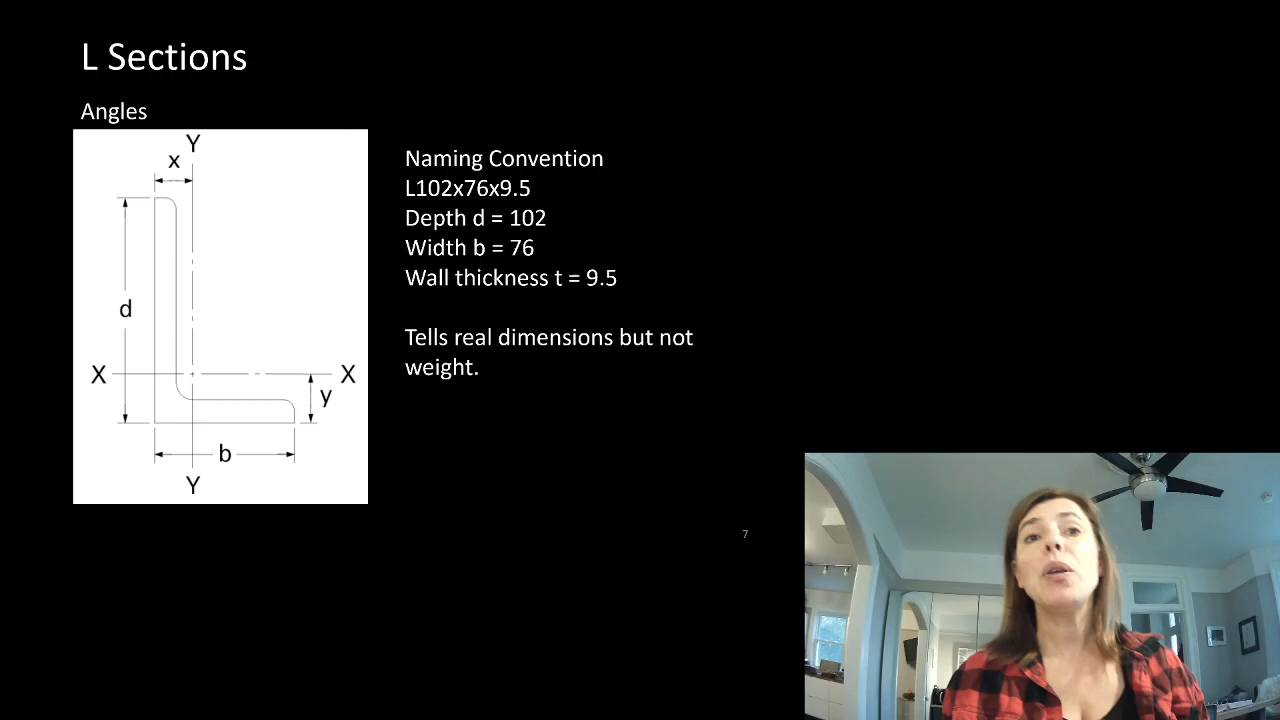 L Sections
Angles
Y
x
d
X
X
y
b
Y
Naming Convention
L102x76x9.5
Depth d = 102
Width b = 76
Wall thickness t = 9.5
Tells real dimensions but not
weight.
7